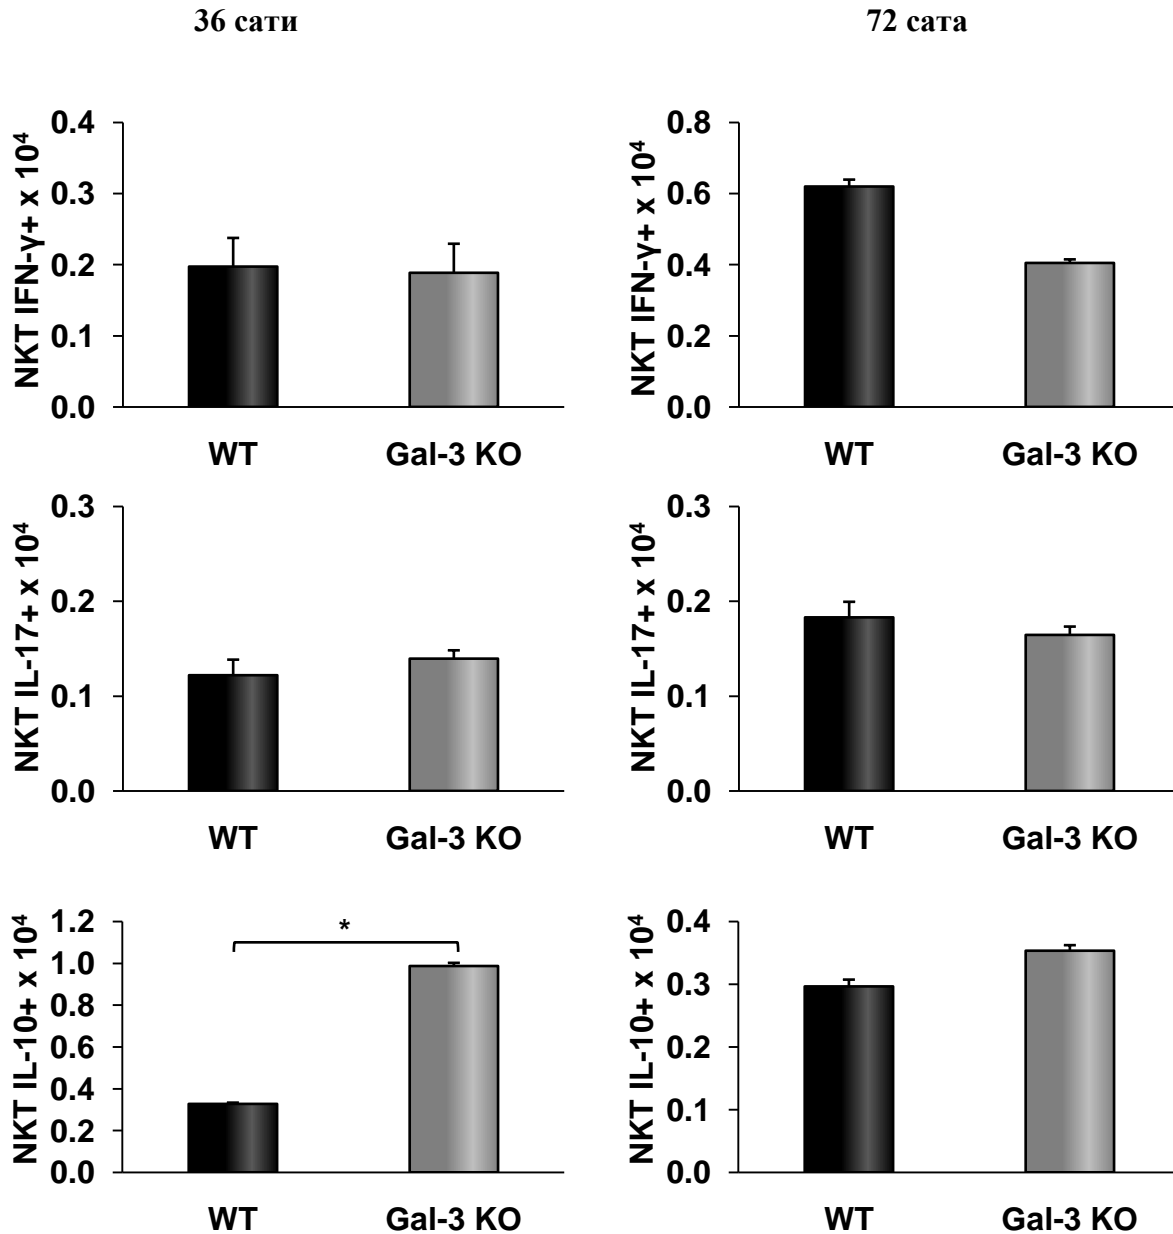 36 сати
72 сата
NKT IFN-γ+ x 10⁴
0.4
0.3
0.2
0.1
0.0
WT
Gal-3 KO
NKT IFN-γ+ x 10⁴
0.8
0.6
0.4
0.2
0.0
WT
Gal-3 KO
NKT IL-17+ x 10⁴
0.3
0.2
0.1
0.0
WT
Gal-3 KO
NKT IL-17+ x 10⁴
0.3
0.2
0.1
0.0
WT
Gal-3 KO
NKT IL-10+ x 10⁴
1.2
1.0
0.8
0.6
0.4
0.2
0.0
*
WT
Gal-3 KO
NKT IL-10+ x 10⁴
0.4
0.3
0.2
0.1
0.0
WT
Gal-3 KO